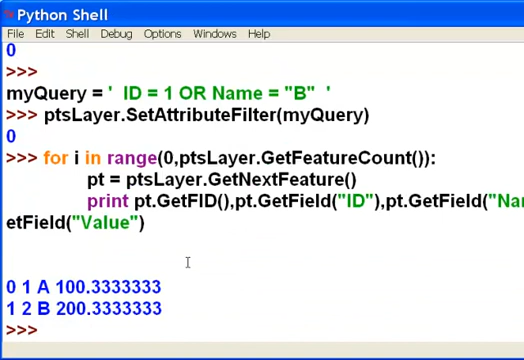 Python Shell
File Edit Shell Debug Options Windows Help
0
>>>
myQuery = ' ID = 1 OR Name = "B" '
>>> ptsLayer.SetAttributeFilter(myQuery)
0
>>> for i in range(0,ptsLayer.GetFeatureCount()):
pt = ptsLayer.GetNextFeature()
print pt.GetFID(),pt.GetField("ID"),pt.GetField("Nar
etField("Value")
0 1 A 100.3333333
1 2 B 200.3333333
>>>